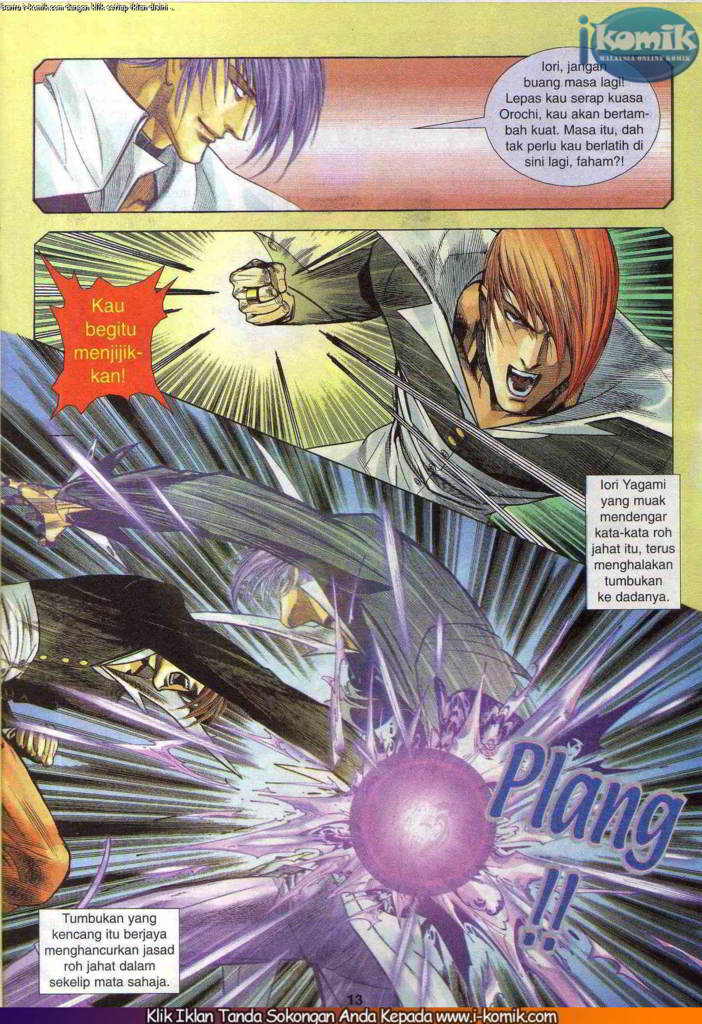 ikomik
MALAYSIA ONLINE KOMIK
Iori, jangan
buang masa lagi!
Lepas kau serap kuasa
Orochi, kau akan bertam-
bah kuat. Masa itu, dah
tak perlu kau berlatih di
sini lagi, faham?!
Kau
begitu
menjijik-
kan!
Iori Yagami
yang muak
mendengar
kata-kata roh
jahat itu, terus
menghalakan
tumbukan
ke dadanya.
Plang
!!
Tumbukan yang
kencang itu berjaya
menghancurkan jasad
roh jahat dalam
sekelip mata sahaja.
13
Klik Iklan Tanda Sokongan Anda Kepada www.i-komik.com